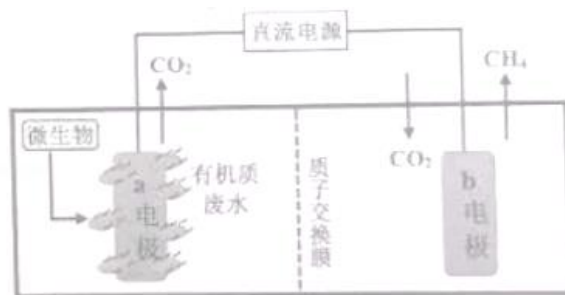 直流电源
CO₂
CH₄
微生物
a
电
极
有机质
废水
质
子
交
换
膜
CO₂
b
电
极